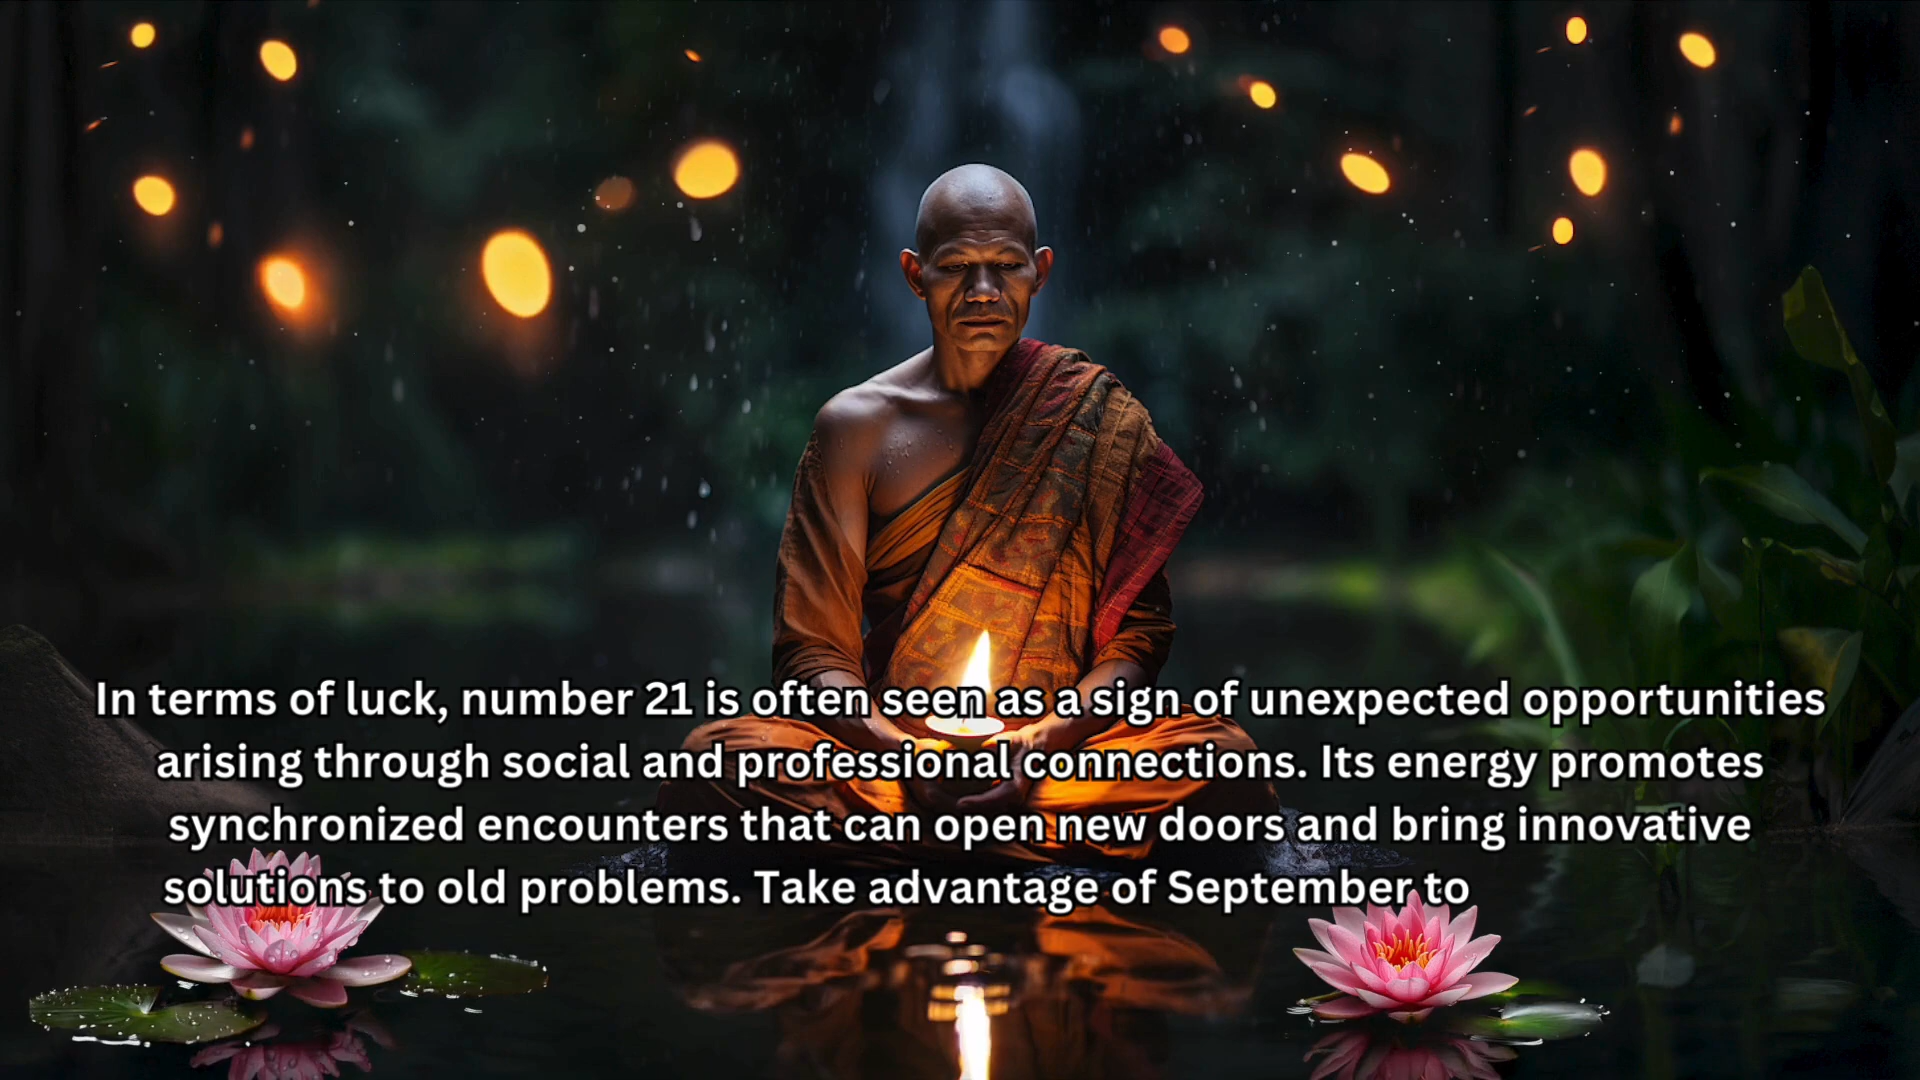 In terms of luck, number 21 is often seen as a sign of unexpected opportunities
arising through social and professional connections. Its energy promotes
synchronized encounters that can open new doors and bring innovative
solutions to old problems. Take advantage of September to